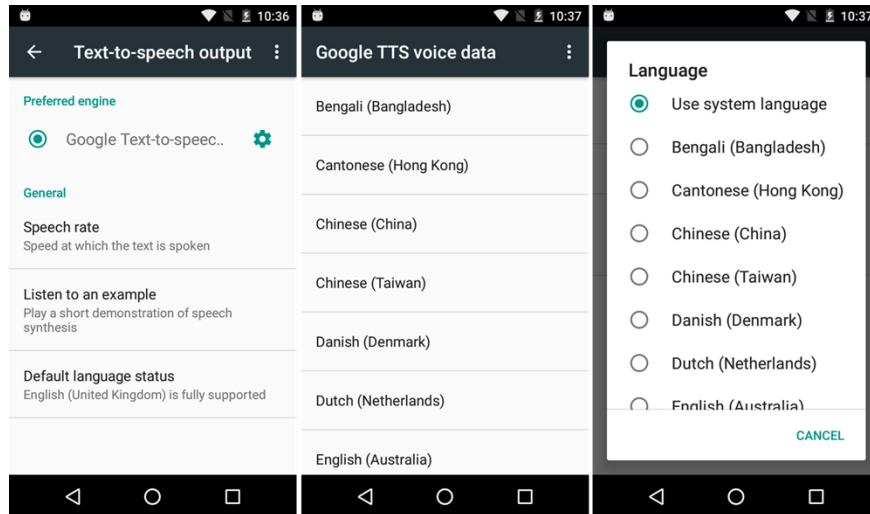 10:36
Text-to-speech output
Preferred engine
Google Text-to-speec..
General
Speech rate
Speed at which the text is spoken
Listen to an example
Play a short demonstration of speech
synthesis
Default language status
English (United Kingdom) is fully supported
10:37
Google TTS voice data
Bengali (Bangladesh)
Cantonese (Hong Kong)
Chinese (China)
Chinese (Taiwan)
Danish (Denmark)
Dutch (Netherlands)
English (Australia)
10:37
Language
Use system language
Bengali (Bangladesh)
Cantonese (Hong Kong)
Chinese (China)
Chinese (Taiwan)
Danish (Denmark)
Dutch (Netherlands)
English (Australia)
CANCEL